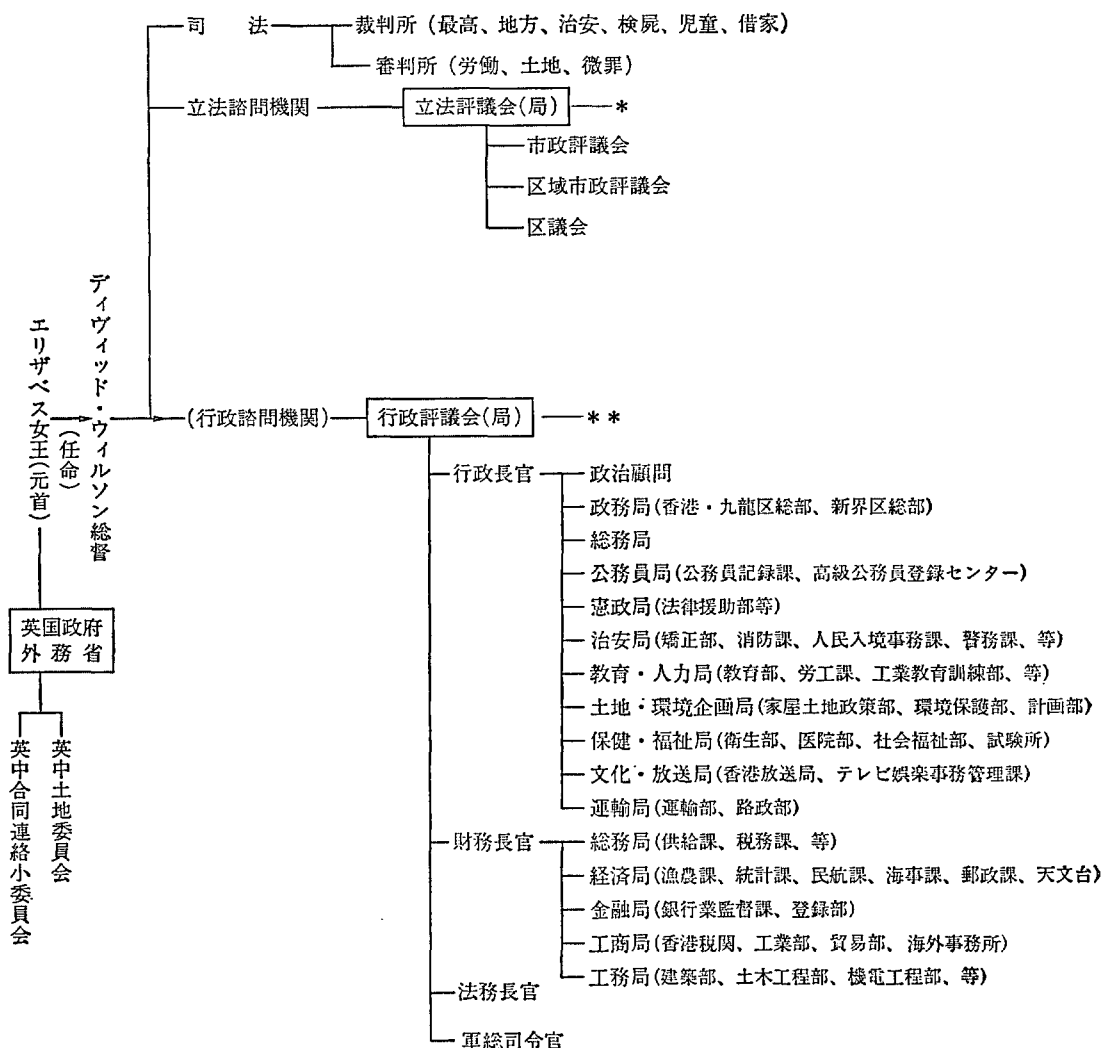 司　法
裁判所（最高、地方、治安、検屍、児童、借家）
審判所（労働、土地、微罪）
立法諮問機関
立法評議会（局）
＊
市政評議会
区域市政評議会
区議会
エリザベス女王（元首）
（任命）
ディヴィッド・ウィルソン総督
（行政諮問機関）
行政評議会（局）
＊＊
行政長官
政治顧問
政務局（香港・九龍区総部、新界区総部）
総務局
公務員局（公務員記録課、高級公務員登録センター）
憲政局（法律援助部等）
治安局（矯正部、消防課、人民入境事務課、警務課、等）
教育・人力局（教育部、労工課、工業教育訓練部、等）
土地・環境企画局（家屋土地政策部、環境保護部、計画部）
保健・福祉局（衛生部、医院部、社会福祉部、試験所）
文化・放送局（香港放送局、テレビ娯楽事務管理課）
運輸局（運輸部、路政部）
財務長官
総務局（供給課、税務課、等）
経済局（漁農課、統計課、民航課、海事課、郵政課、天文台）
金融局（銀行業監督課、登録部）
工商局（香港税関、工業部、貿易部、海外事務所）
工務局（建築部、土木工程部、機電工程部、等）
法務長官
軍総司令官
英国政府
外務省
英中土地委員会
英中合同連絡小委員会